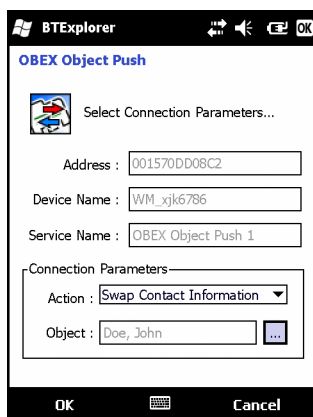 BTExplorer OK
OBEX Object Push
Select Connection Parameters...
Address : 001570DD08C2
Device Name : WM_xjk6786
Service Name : OBEX Object Push 1
Connection Parameters
Action : Swap Contact Information
Object : Doe, John ...
OK Cancel